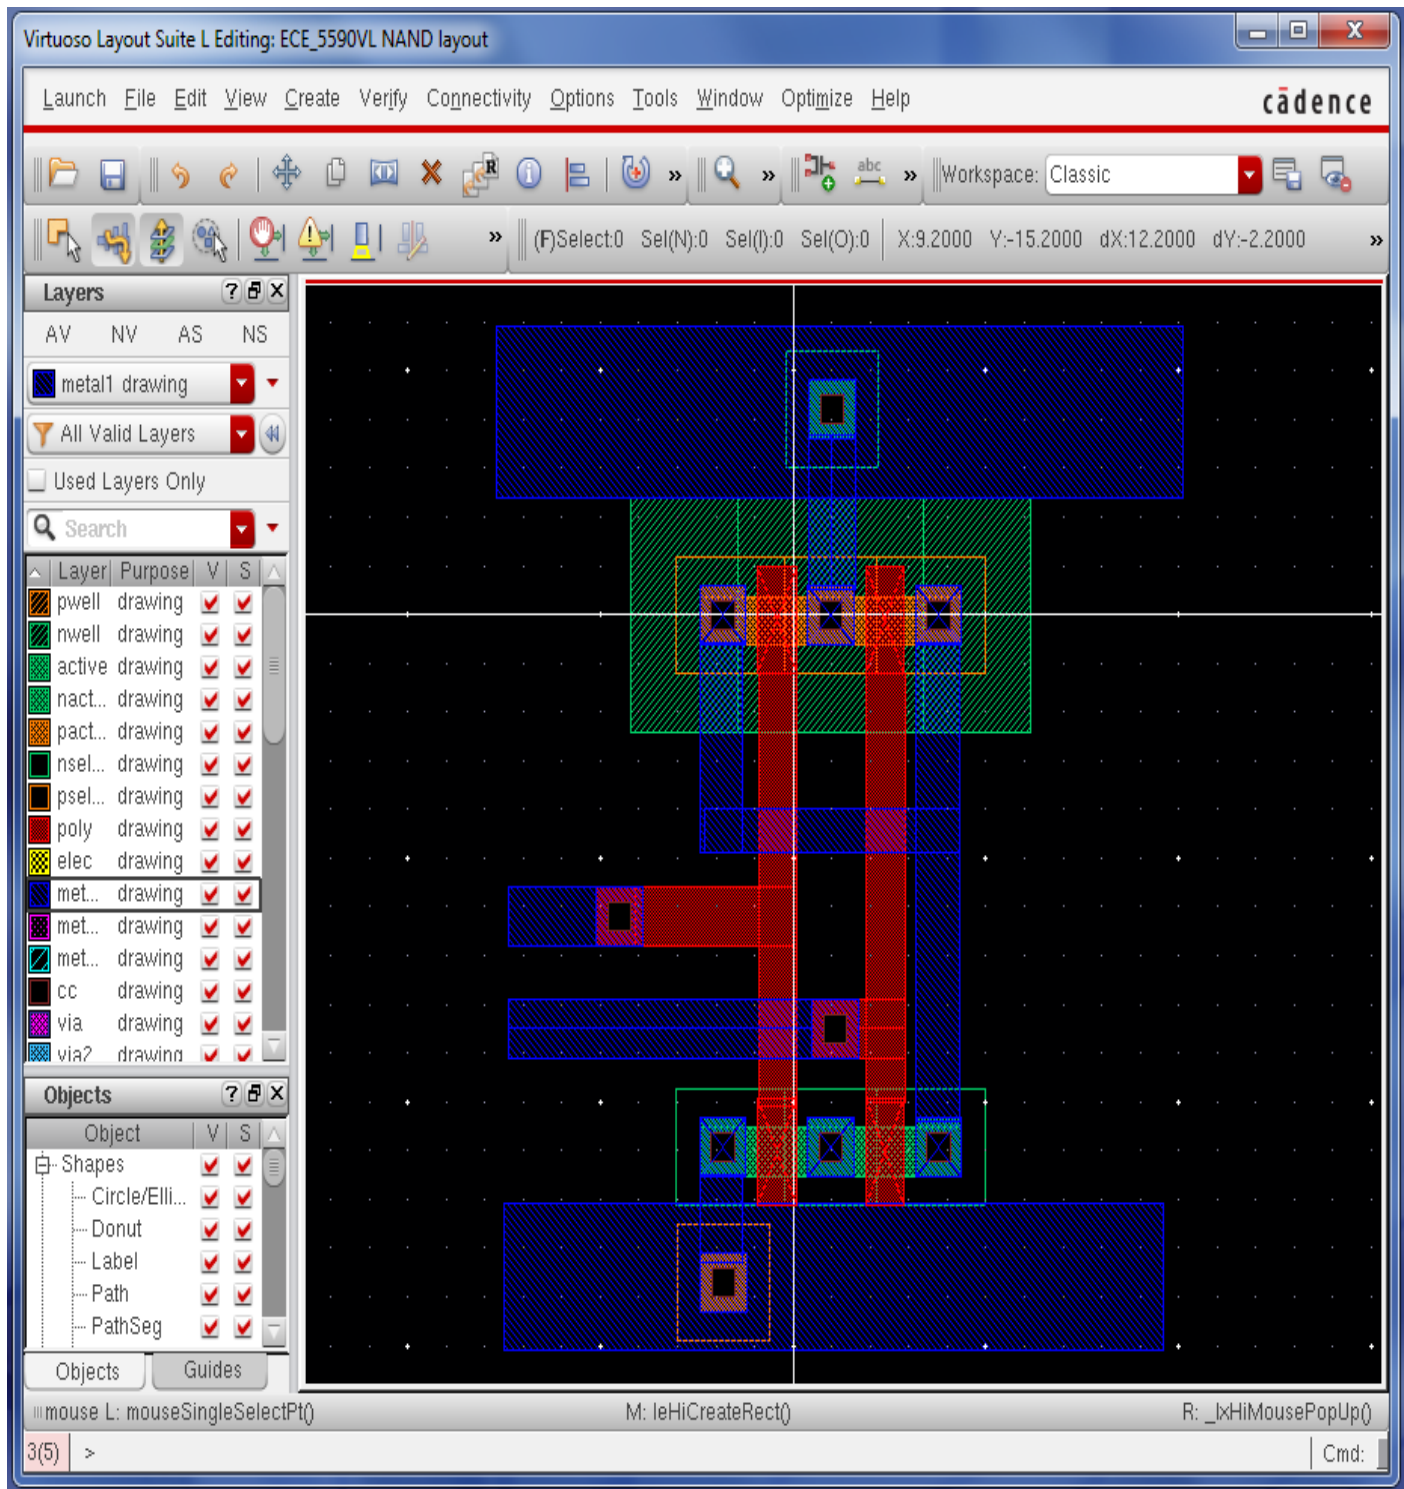 Virtuoso Layout Suite L Editing: ECE_5590VL NAND layout
Launch File Edit View Create Verify Connectivity Options Tools Window Optimize Help cādence
R » » abc » Workspace: Classic
» (F)Select:0 Sel(N):0 Sel(I):0 Sel(O):0 X:9.2000 Y:-15.2000 dX:12.2000 dY:-2.2000 »
Layers
AV NV AS NS
metal1 drawing
All Valid Layers
Used Layers Only
Search
Layer Purpose V S
pwell drawing
nwell drawing
active drawing
nact... drawing
pact... drawing
nsel... drawing
psel... drawing
poly drawing
elec drawing
met... drawing
met... drawing
met... drawing
cc drawing
via drawing
via2 drawing
Objects
Object V S
Shapes
Circle/Elli...
Donut
Label
Path
PathSeg
Objects Guides
mouse L: mouseSingleSelectPt() M: leHiCreateRect() R: _lxHiMousePopUp()
3(5) > Cmd: